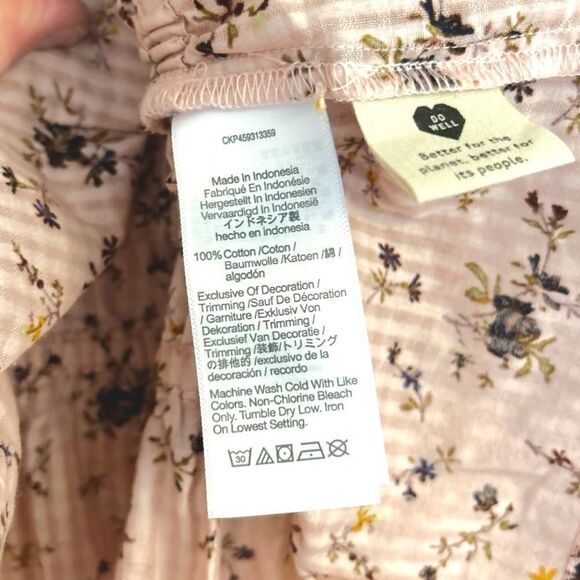 CKP459313359
Made In Indonesia
Fabriqué En Indonésie
Hergestellt In Indonesien
Vervaardigd In Indonesië
インドネシア製
hecho en indonesia
100% Cotton /Coton /
Baumwolle /Katoen /綿 /
algodón
Exclusive Of Decoration /
Trimming /Sauf De Décoration
/ Garniture /Exklusiv Von
Dekoration / Trimming /
Exclusief Van Decoratie /
Trimming /装飾/トリミング
の排他的 /exclusivo de la
decoración / recordo
Machine Wash Cold With Like
Colors. Non-Chlorine Bleach
Only. Tumble Dry Low. Iron
On Lowest Setting.
30
DO
WELL
Better for the
planet, better for
its people.